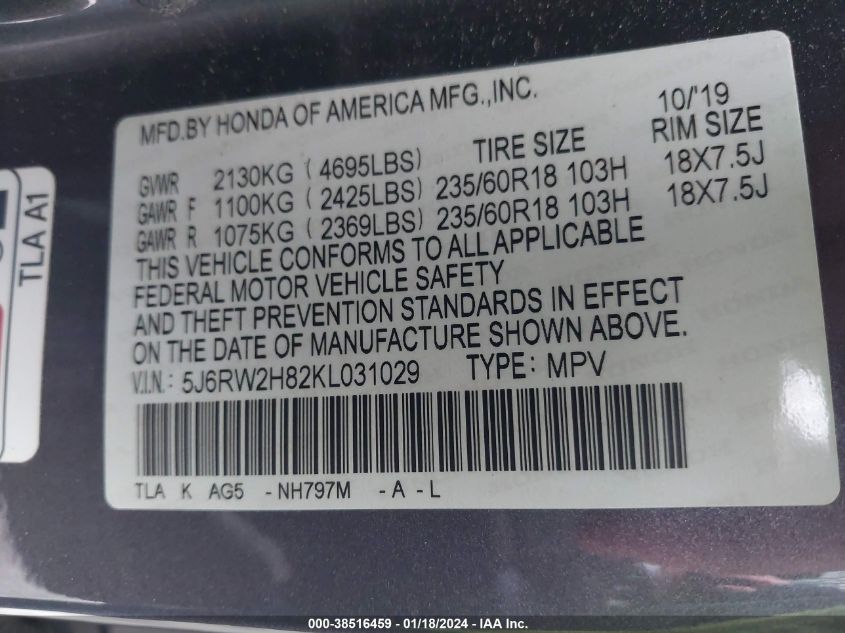 MFD.BY HONDA OF AMERICA MFG.,INC. 10/'19
GVWR 2130KG (4695LBS) TIRE SIZE RIM SIZE
GAWR F 1100KG (2425LBS) 235/60R18 103H 18X7.5J
GAWR R 1075KG (2369LBS) 235/60R18 103H 18X7.5J
THIS VEHICLE CONFORMS TO ALL APPLICABLE
FEDERAL MOTOR VEHICLE SAFETY
AND THEFT PREVENTION STANDARDS IN EFFECT
ON THE DATE OF MANUFACTURE SHOWN ABOVE.
V.I.N.: 5J6RW2H82KL031029 TYPE: MPV
TLA K AG5 -NH797M -A -L
TLA A1
000-38516459 - 01/18/2024 - IAA Inc.